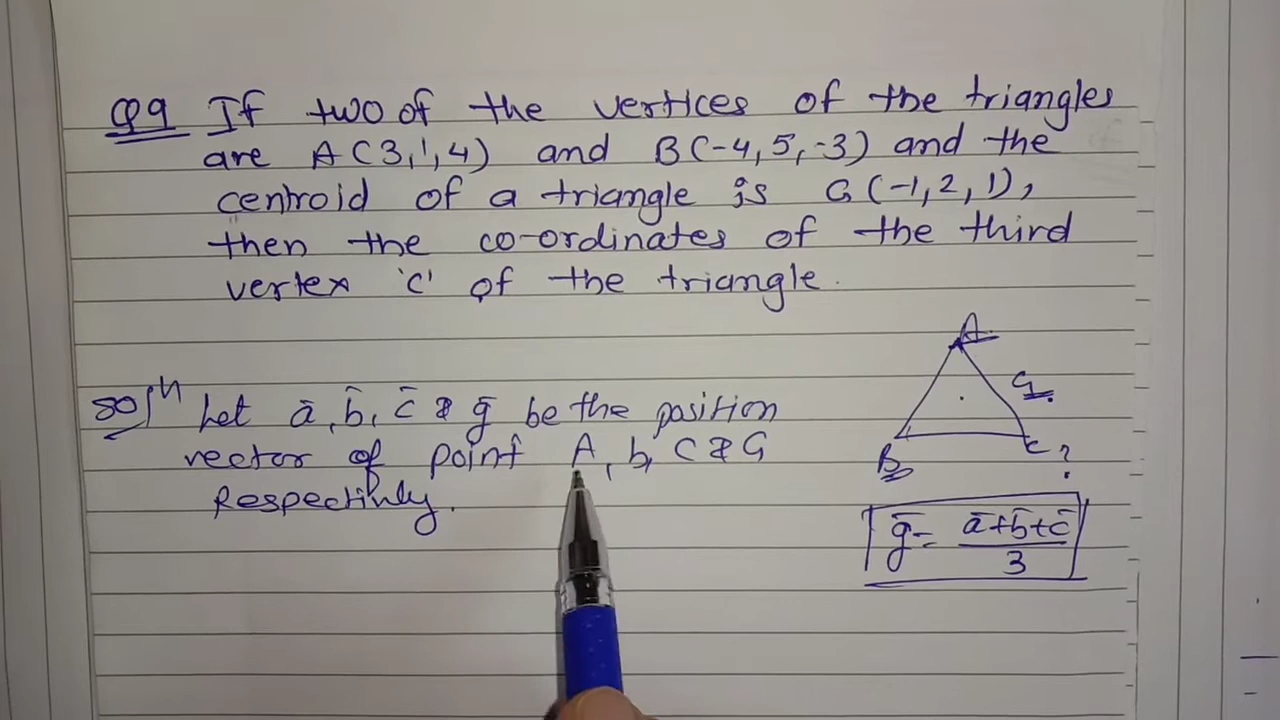 Q9 If two of the vertices of the triangles
are A(3,1,4) and B(-4,5,-3) and the
centroid of a triangle is G(-1,2,1),
then the co-ordinates of the third
vertex 'c' of the triangle.
Solⁿ Let a̅, b̅, c̅ & g̅ be the position
vector of point A, b, C & G
Respectively.
A
G.
B
C ?
g̅ = a̅+b̅+c̅
3